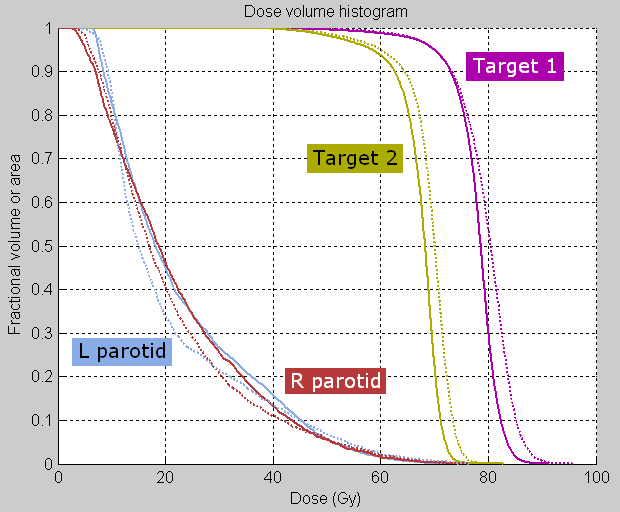 Dose volume histogram
1
0.9
0.8
0.7
0.6
0.5
0.4
0.3
0.2
0.1
0
Fractional volume or area
Target 1
Target 2
L parotid
R parotid
0
20
40
60
80
100
Dose (Gy)